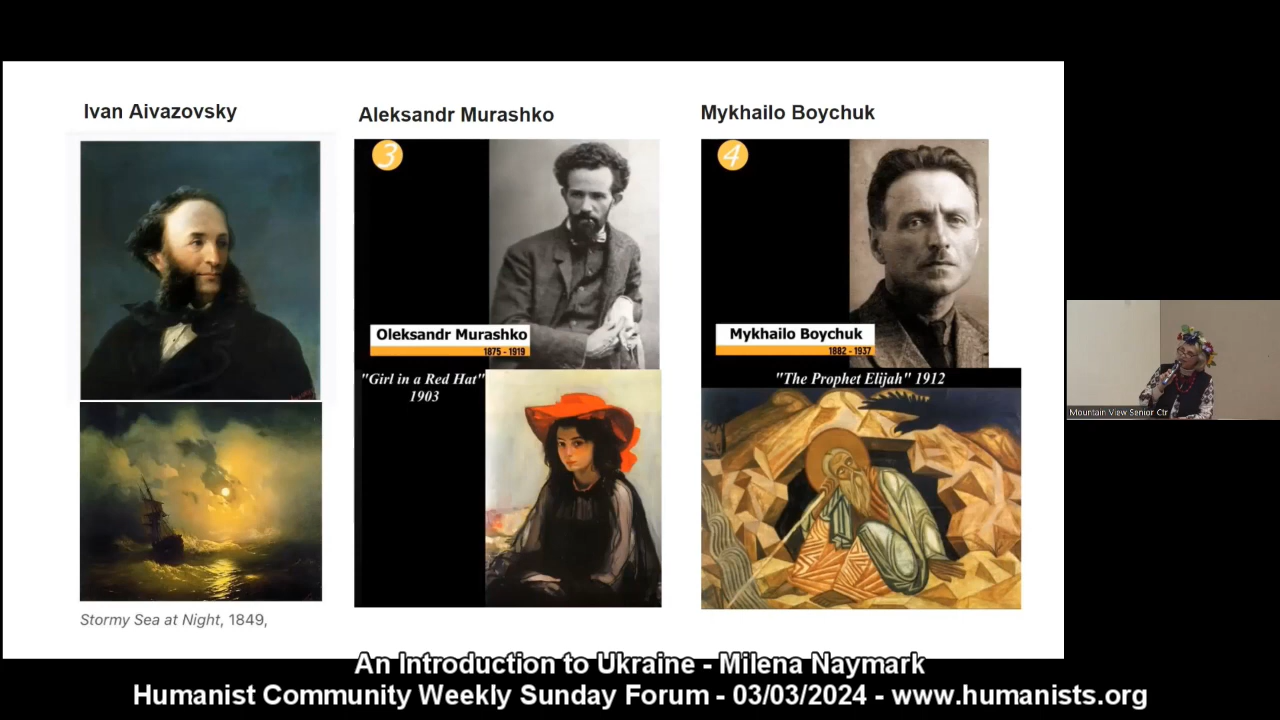 Ivan Aivazovsky
Aleksandr Murashko
Mykhailo Boychuk
3
Oleksandr Murashko
1875 - 1919
"Girl in a Red Hat"
1903
4
Mykhailo Boychuk
1882 - 1937
"The Prophet Elijah" 1912
Stormy Sea at Night, 1849,
Mountain View Senior Ctr
An Introduction to Ukraine - Milena Naymark
Humanist Community Weekly Sunday Forum - 03/03/2024 - www.humanists.org